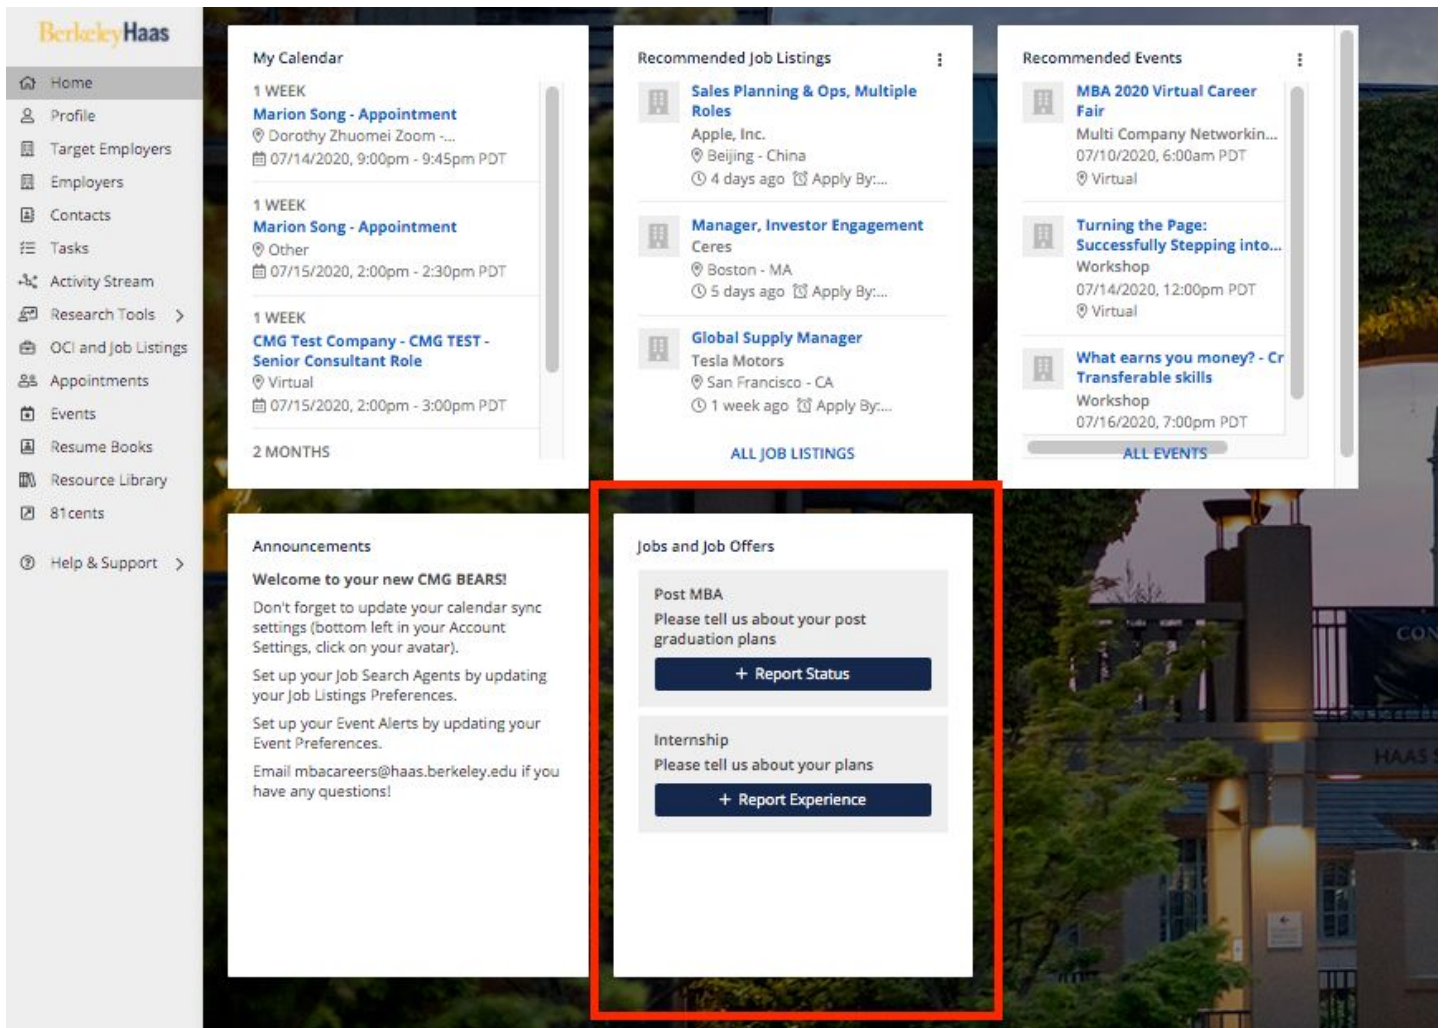 BerkeleyHaas
Home
Profile
Target Employers
Employers
Contacts
Tasks
Activity Stream
Research Tools
OCI and Job Listings
Appointments
Events
Resume Books
Resource Library
81cents
Help & Support
My Calendar
1 WEEK
Marion Song - Appointment
Dorothy Zhuomei Zoom -...
07/14/2020, 9:00pm - 9:45pm PDT
1 WEEK
Marion Song - Appointment
Other
07/15/2020, 2:00pm - 2:30pm PDT
1 WEEK
CMG Test Company - CMG TEST -
Senior Consultant Role
Virtual
07/15/2020, 2:00pm - 3:00pm PDT
2 MONTHS
Recommended Job Listings
Sales Planning & Ops, Multiple
Roles
Apple, Inc.
Beijing - China
4 days ago Apply By:...
Manager, Investor Engagement
Ceres
Boston - MA
5 days ago Apply By:...
Global Supply Manager
Tesla Motors
San Francisco - CA
1 week ago Apply By:...
ALL JOB LISTINGS
Recommended Events
MBA 2020 Virtual Career
Fair
Multi Company Networkin...
07/10/2020, 6:00am PDT
Virtual
Turning the Page:
Successfully Stepping into...
Workshop
07/14/2020, 12:00pm PDT
Virtual
What earns you money? - Cr
Transferable skills
Workshop
07/16/2020, 7:00pm PDT
ALL EVENTS
Announcements
Welcome to your new CMG BEARS!
Don't forget to update your calendar sync
settings (bottom left in your Account
Settings, click on your avatar).
Set up your Job Search Agents by updating
your Job Listings Preferences.
Set up your Event Alerts by updating your
Event Preferences.
Email mbacareers@haas.berkeley.edu if you
have any questions!
Jobs and Job Offers
Post MBA
Please tell us about your post
graduation plans
+ Report Status
Internship
Please tell us about your plans
+ Report Experience
CON
HAAS S